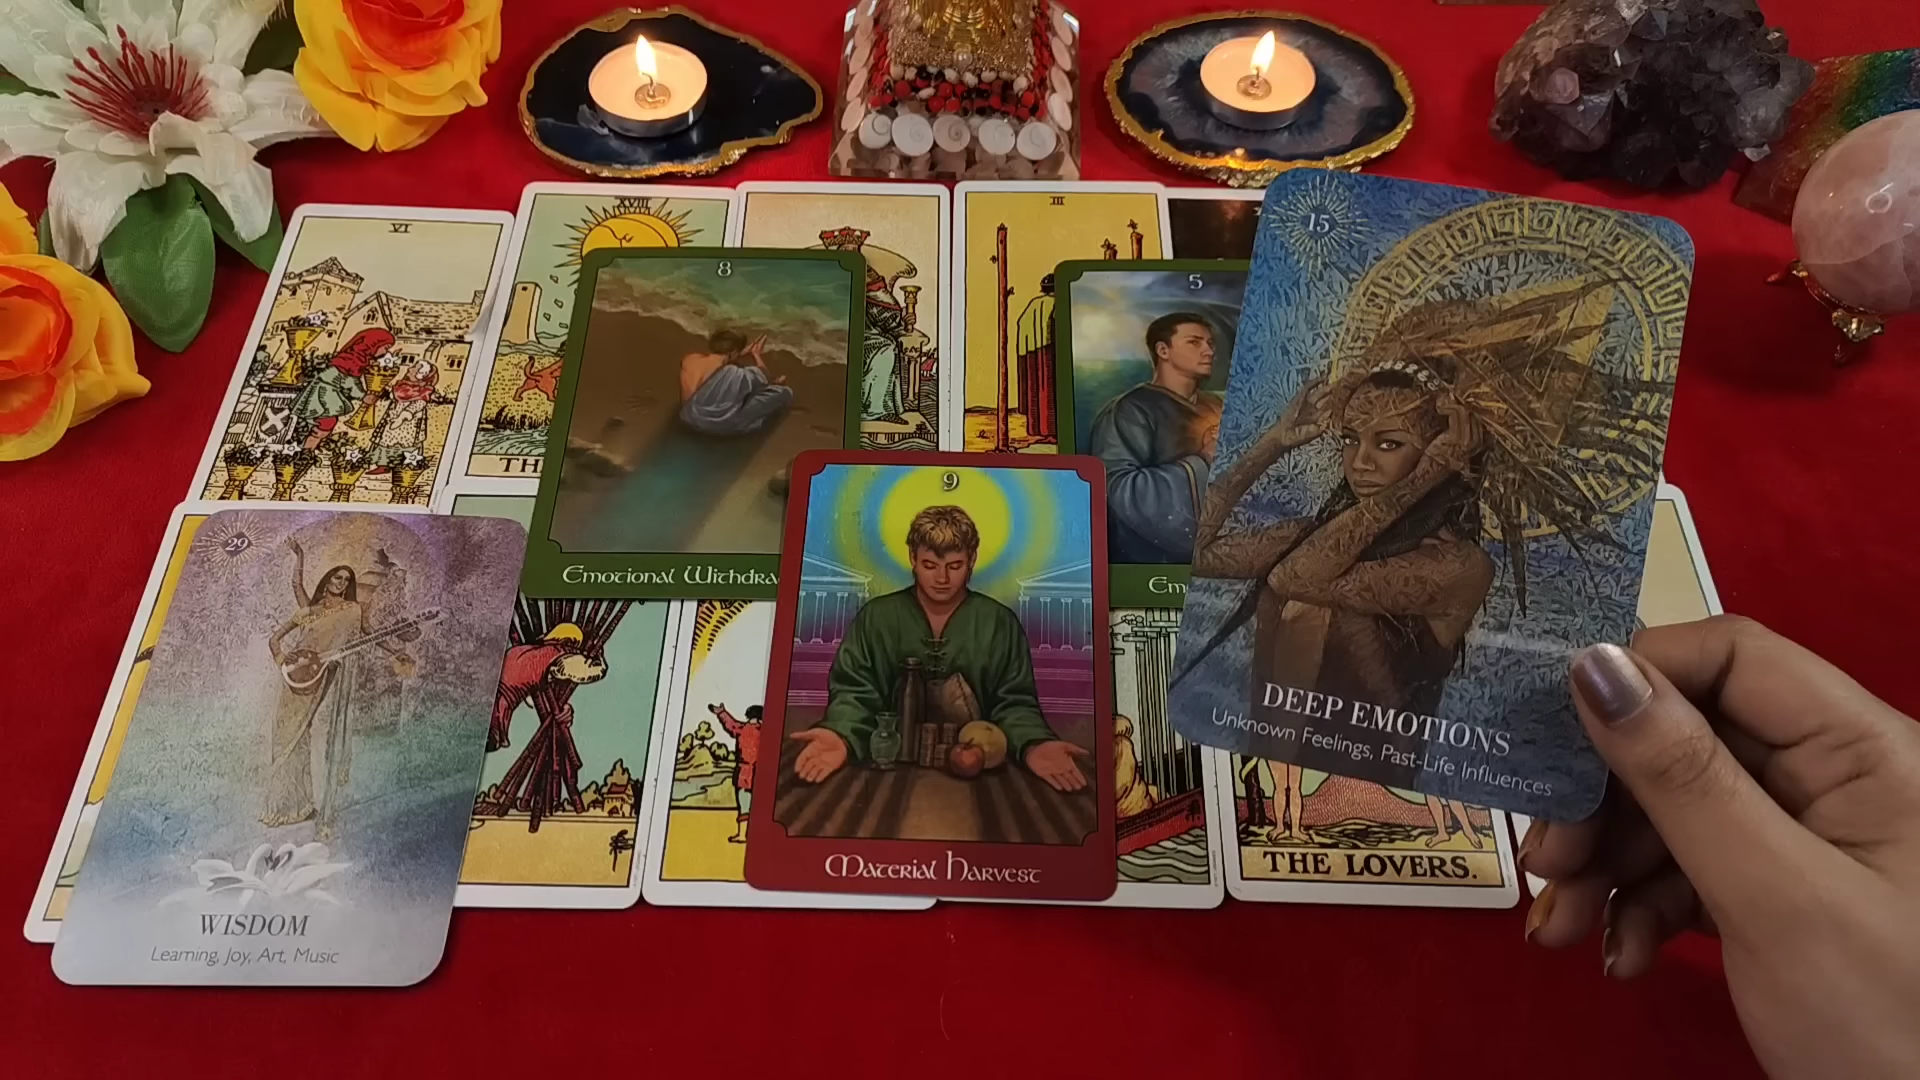 VI
XVIII
III
8
5
15
TH
9
29
Emotional Withdra
Em
DEEP EMOTIONS
Unknown Feelings, Past-Life Influences
Material Harvest
THE LOVERS.
WISDOM
Learning, Joy, Art, Music